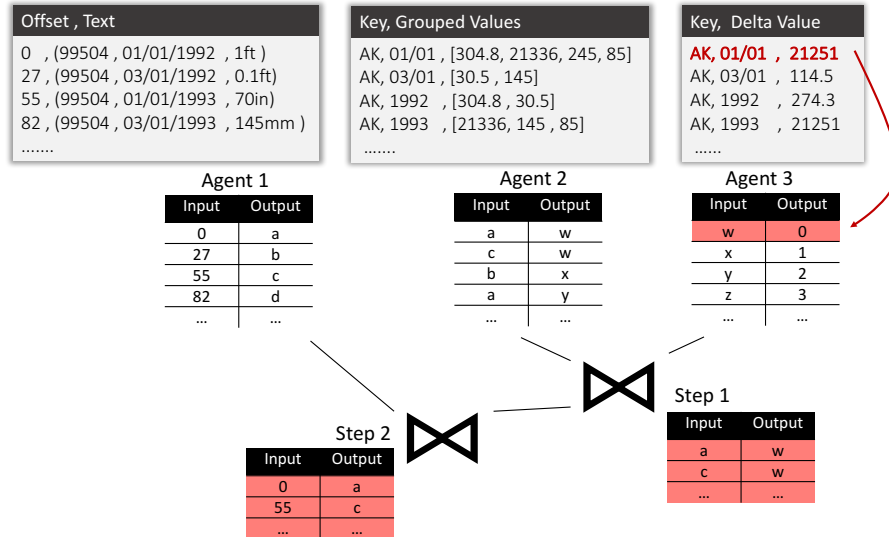 Offset , Text
0 , (99504 , 01/01/1992 , 1ft )
27 , (99504 , 03/01/1992 , 0.1ft)
55 , (99504 , 01/01/1993 , 70in)
82 , (99504 , 03/01/1993 , 145mm )
.......
Key, Grouped Values
AK, 01/01 , [304.8, 21336, 245, 85]
AK, 03/01 , [30.5 , 145]
AK, 1992 , [304.8 , 30.5]
AK, 1993 , [21336, 145 , 85]
.......
Key, Delta Value
AK, 01/01 , 21251
AK, 03/01 , 114.5
AK, 1992 , 274.3
AK, 1993 , 21251
......
Agent 1
Input Output
0 a
27 b
55 c
82 d
... ...
Agent 2
Input Output
a w
c w
b x
a y
... ...
Agent 3
Input Output
w 0
x 1
y 2
z 3
... ...
Step 1
Input Output
a w
c w
... ...
Step 2
Input Output
0 a
55 c
... ...